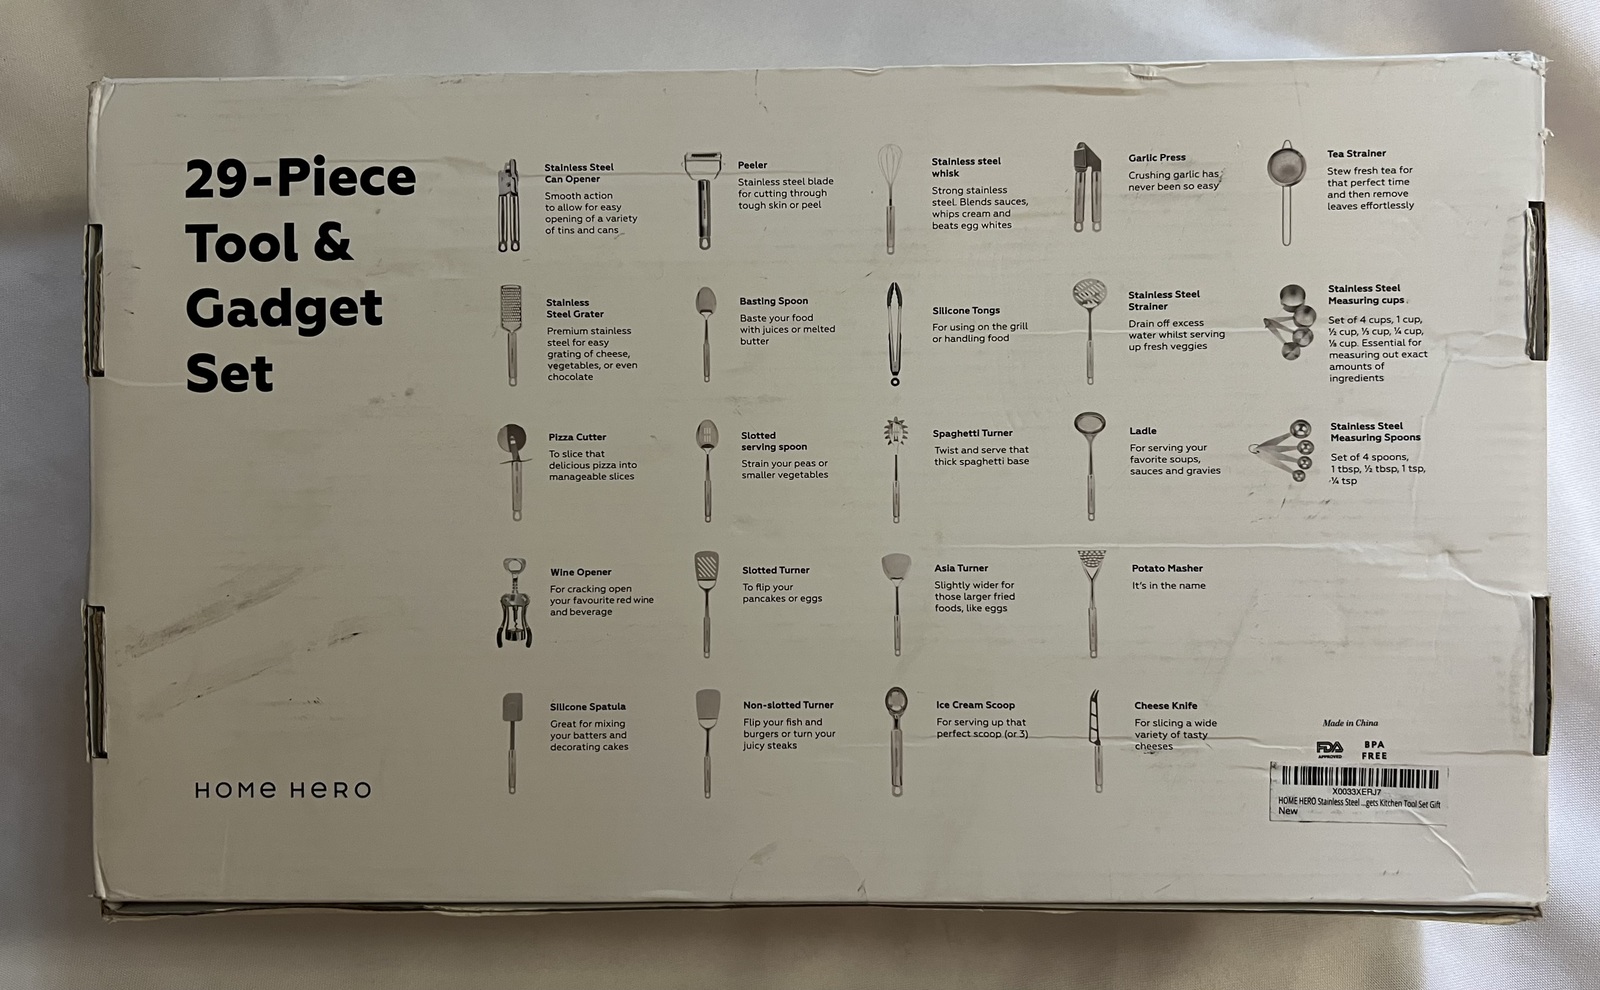 29-Piece
Tool &
Gadget
Set
Stainless Steel
Can Opener
Smooth action
to allow for easy
opening of a variety
of tins and cans
Peeler
Stainless steel blade
for cutting through
tough skin or peel
Stainless steel
whisk
Strong stainless
steel. Blends sauces,
whips cream and
beats egg whites
Garlic Press
Crushing garlic has
never been so easy
Tea Strainer
Stew fresh tea for
that perfect time
and then remove
leaves effortlessly
Stainless
Steel Grater
Premium stainless
steel for easy
grating of cheese,
vegetables, or even
chocolate
Basting Spoon
Baste your food
with juices or melted
butter
Silicone Tongs
For using on the grill
or handling food
Stainless Steel
Strainer
Drain off excess
water whilst serving
up fresh veggies
Stainless Steel
Measuring cups
Set of 4 cups, 1 cup,
½ cup, ⅓ cup, ¼ cup,
⅛ cup. Essential for
measuring out exact
amounts of
ingredients
Pizza Cutter
To slice that
delicious pizza into
manageable slices
Slotted
serving spoon
Strain your peas or
smaller vegetables
Spaghetti Turner
Twist and serve that
thick spaghetti base
Ladle
For serving your
favorite soups,
sauces and gravies
Stainless Steel
Measuring Spoons
Set of 4 spoons,
1 tbsp, ½ tbsp, 1 tsp,
¼ tsp
Wine Opener
For cracking open
your favourite red wine
and beverage
Slotted Turner
To flip your
pancakes or eggs
Asia Turner
Slightly wider for
those larger fried
foods, like eggs
Potato Masher
It's in the name
Silicone Spatula
Great for mixing
your batters and
decorating cakes
Non-slotted Turner
Flip your fish and
burgers or turn your
juicy steaks
Ice Cream Scoop
For serving up that
perfect scoop (or 3)
Cheese Knife
For slicing a wide
variety of tasty
cheeses
HOME HERO
Made in China
FDA
APPROVED
BPA
FREE
X0033XERJ7
HOME HERO Stainless Steel ...gets Kitchen Tool Set Gift
New